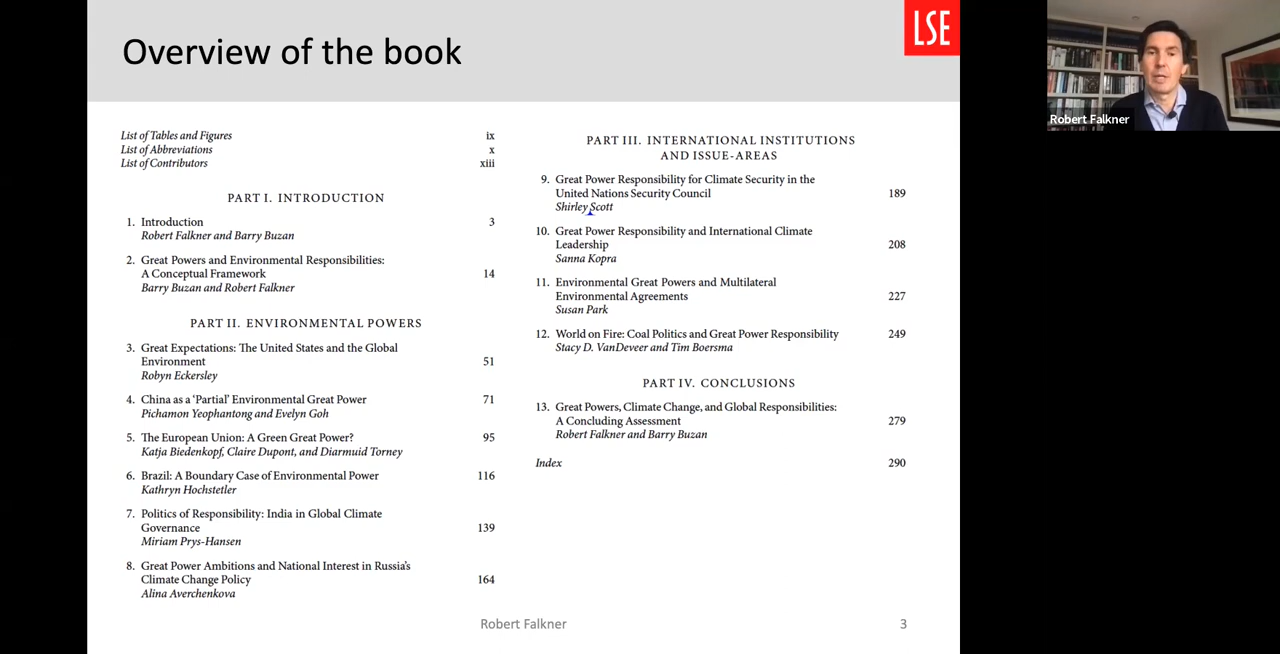 Overview of the book
LSE
Robert Falkner
List of Tables and Figures ix
List of Abbreviations x
List of Contributors xiii
PART I. INTRODUCTION
1. Introduction 3
Robert Falkner and Barry Buzan
2. Great Powers and Environmental Responsibilities:
A Conceptual Framework 14
Barry Buzan and Robert Falkner
PART II. ENVIRONMENTAL POWERS
3. Great Expectations: The United States and the Global
Environment 51
Robyn Eckersley
4. China as a ‘Partial’ Environmental Great Power 71
Pichamon Yeophantong and Evelyn Goh
5. The European Union: A Green Great Power? 95
Katja Biedenkopf, Claire Dupont, and Diarmuid Torney
6. Brazil: A Boundary Case of Environmental Power 116
Kathryn Hochstetler
7. Politics of Responsibility: India in Global Climate
Governance 139
Miriam Prys-Hansen
8. Great Power Ambitions and National Interest in Russia’s
Climate Change Policy 164
Alina Averchenkova
PART III. INTERNATIONAL INSTITUTIONS
AND ISSUE-AREAS
9. Great Power Responsibility for Climate Security in the
United Nations Security Council 189
Shirley Scott
10. Great Power Responsibility and International Climate
Leadership 208
Sanna Kopra
11. Environmental Great Powers and Multilateral
Environmental Agreements 227
Susan Park
12. World on Fire: Coal Politics and Great Power Responsibility 249
Stacy D. VanDeveer and Tim Boersma
PART IV. CONCLUSIONS
13. Great Powers, Climate Change, and Global Responsibilities:
A Concluding Assessment 279
Robert Falkner and Barry Buzan
Index 290
Robert Falkner 3